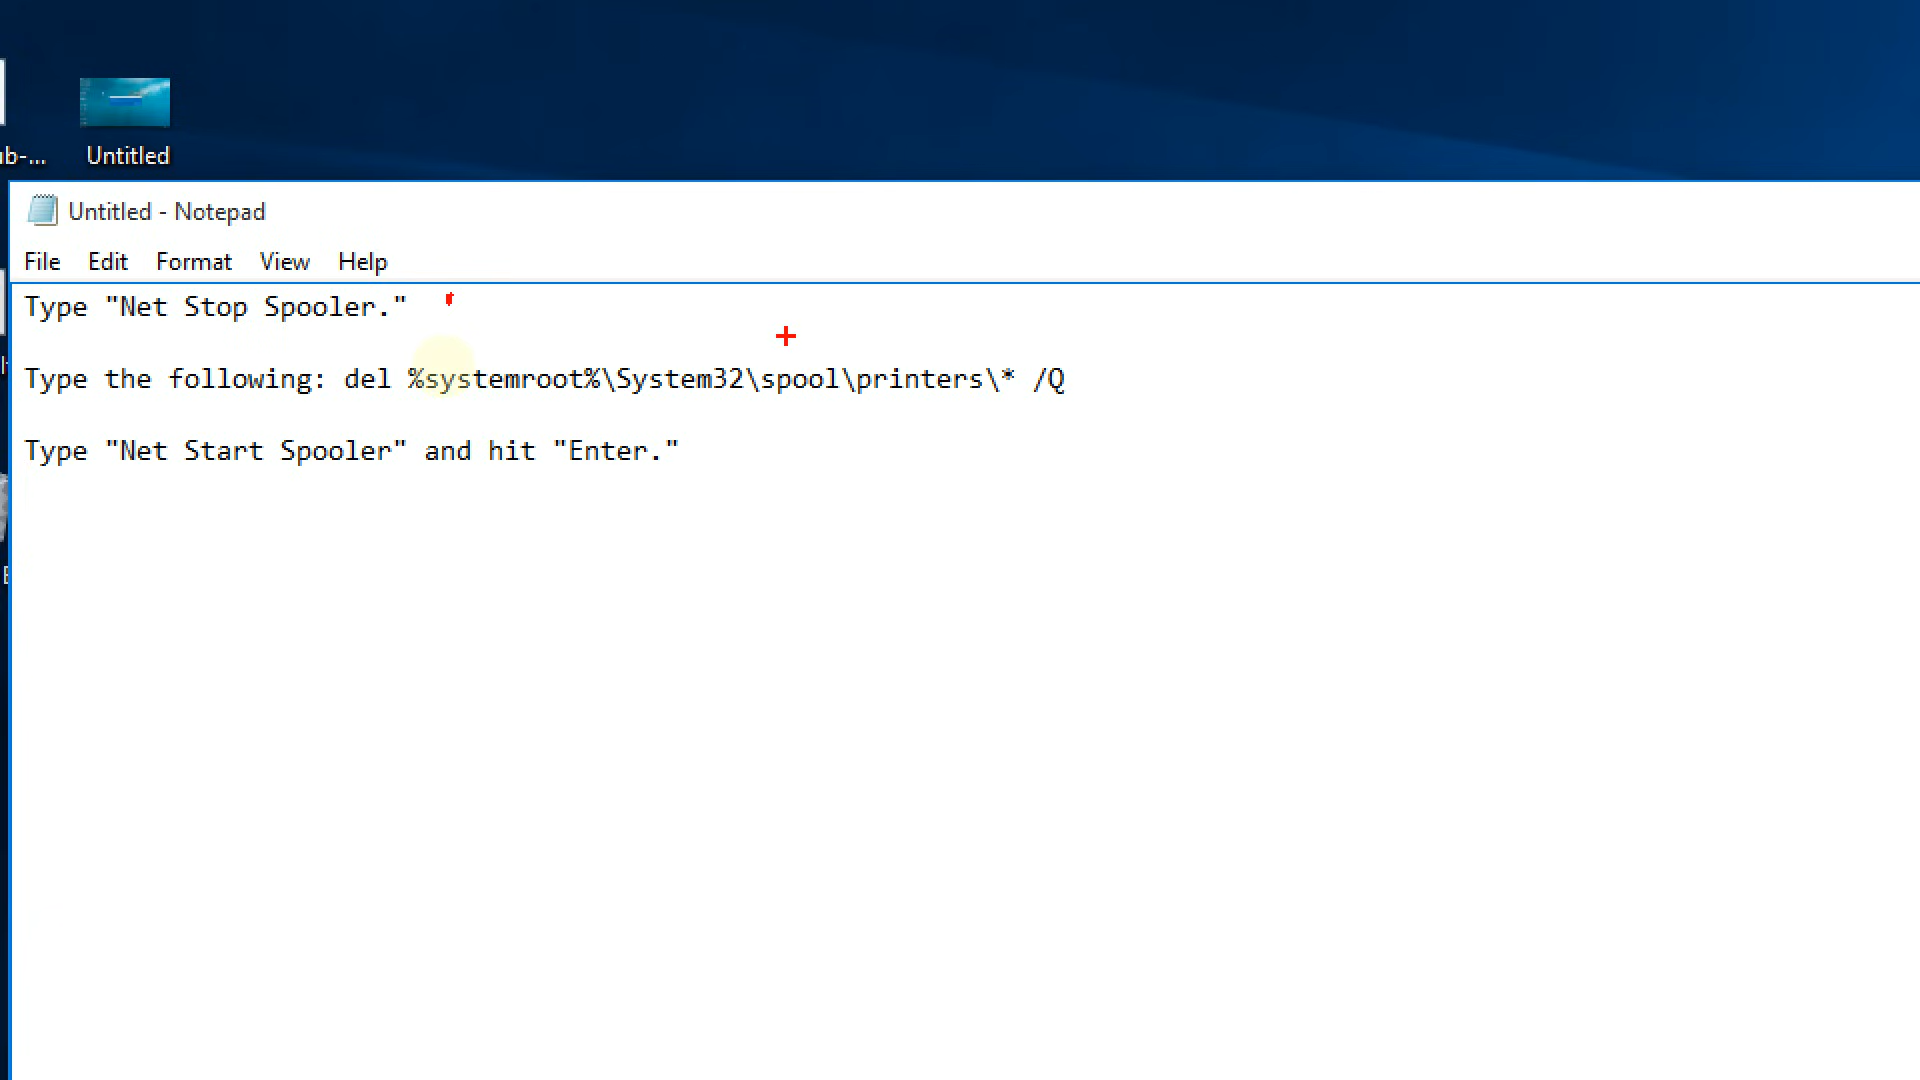 ub-...
Untitled
Untitled - Notepad
File Edit Format View Help
Type "Net Stop Spooler."
Type the following: del %systemroot%\System32\spool\printers\* /Q
Type "Net Start Spooler" and hit "Enter."